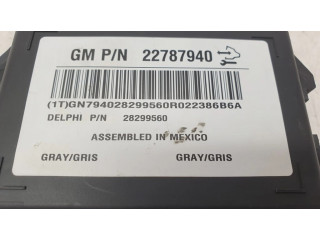 GM P/N 22787940
(1T)GN794028299560R022386B6A
DELPHI P/N 28299560
ASSEMBLED IN MEXICO
GRAY/GRIS GRAY/GRIS